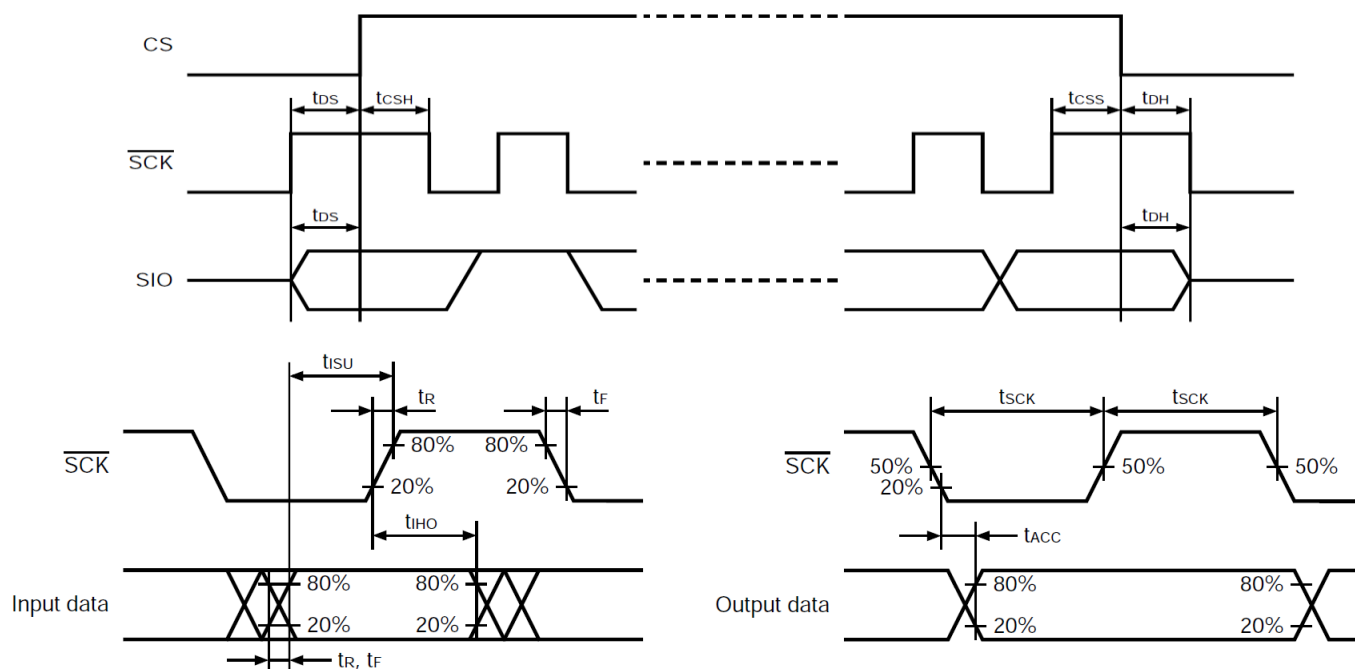 CS
tDS tCSH tCSS tDH
SCK
tDS tDH
SIO
tISU
tR tF
SCK
80% 80%
20% 20%
tIHO
Input data
80% 80%
20% 20%
tR, tF
tSCK tSCK
SCK
50% 50% 50%
20%
tACC
Output data
80% 80%
20% 20%